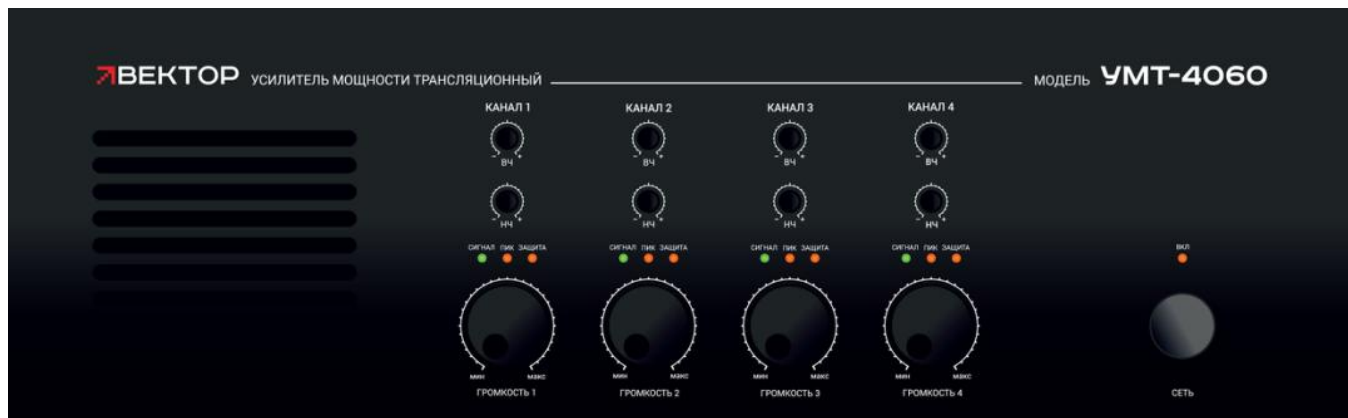 ВЕКТОР УСИЛИТЕЛЬ МОЩНОСТИ ТРАНСЛЯЦИОННЫЙ МОДЕЛЬ УМТ-4060
КАНАЛ 1 КАНАЛ 2 КАНАЛ 3 КАНАЛ 4
- ВЧ + - ВЧ + - ВЧ + - ВЧ +
- НЧ + - НЧ + - НЧ + - НЧ +
СИГНАЛ ПИК ЗАЩИТА СИГНАЛ ПИК ЗАЩИТА СИГНАЛ ПИК ЗАЩИТА СИГНАЛ ПИК ЗАЩИТА ВКЛ
мин макс мин макс мин макс мин макс
ГРОМКОСТЬ 1 ГРОМКОСТЬ 2 ГРОМКОСТЬ 3 ГРОМКОСТЬ 4 СЕТЬ